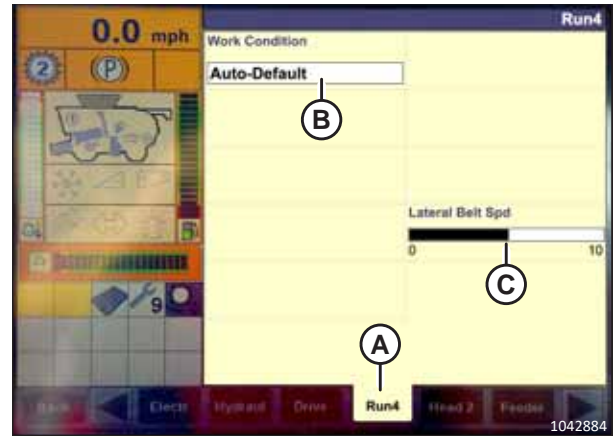 Run4
0.0 mph
Work Condition
2
P
Auto-Default
B
Lateral Belt Spd
0 10
C
9
A
Back Electr Hydraul Drive Run4 Head 2 Feeder
1042884